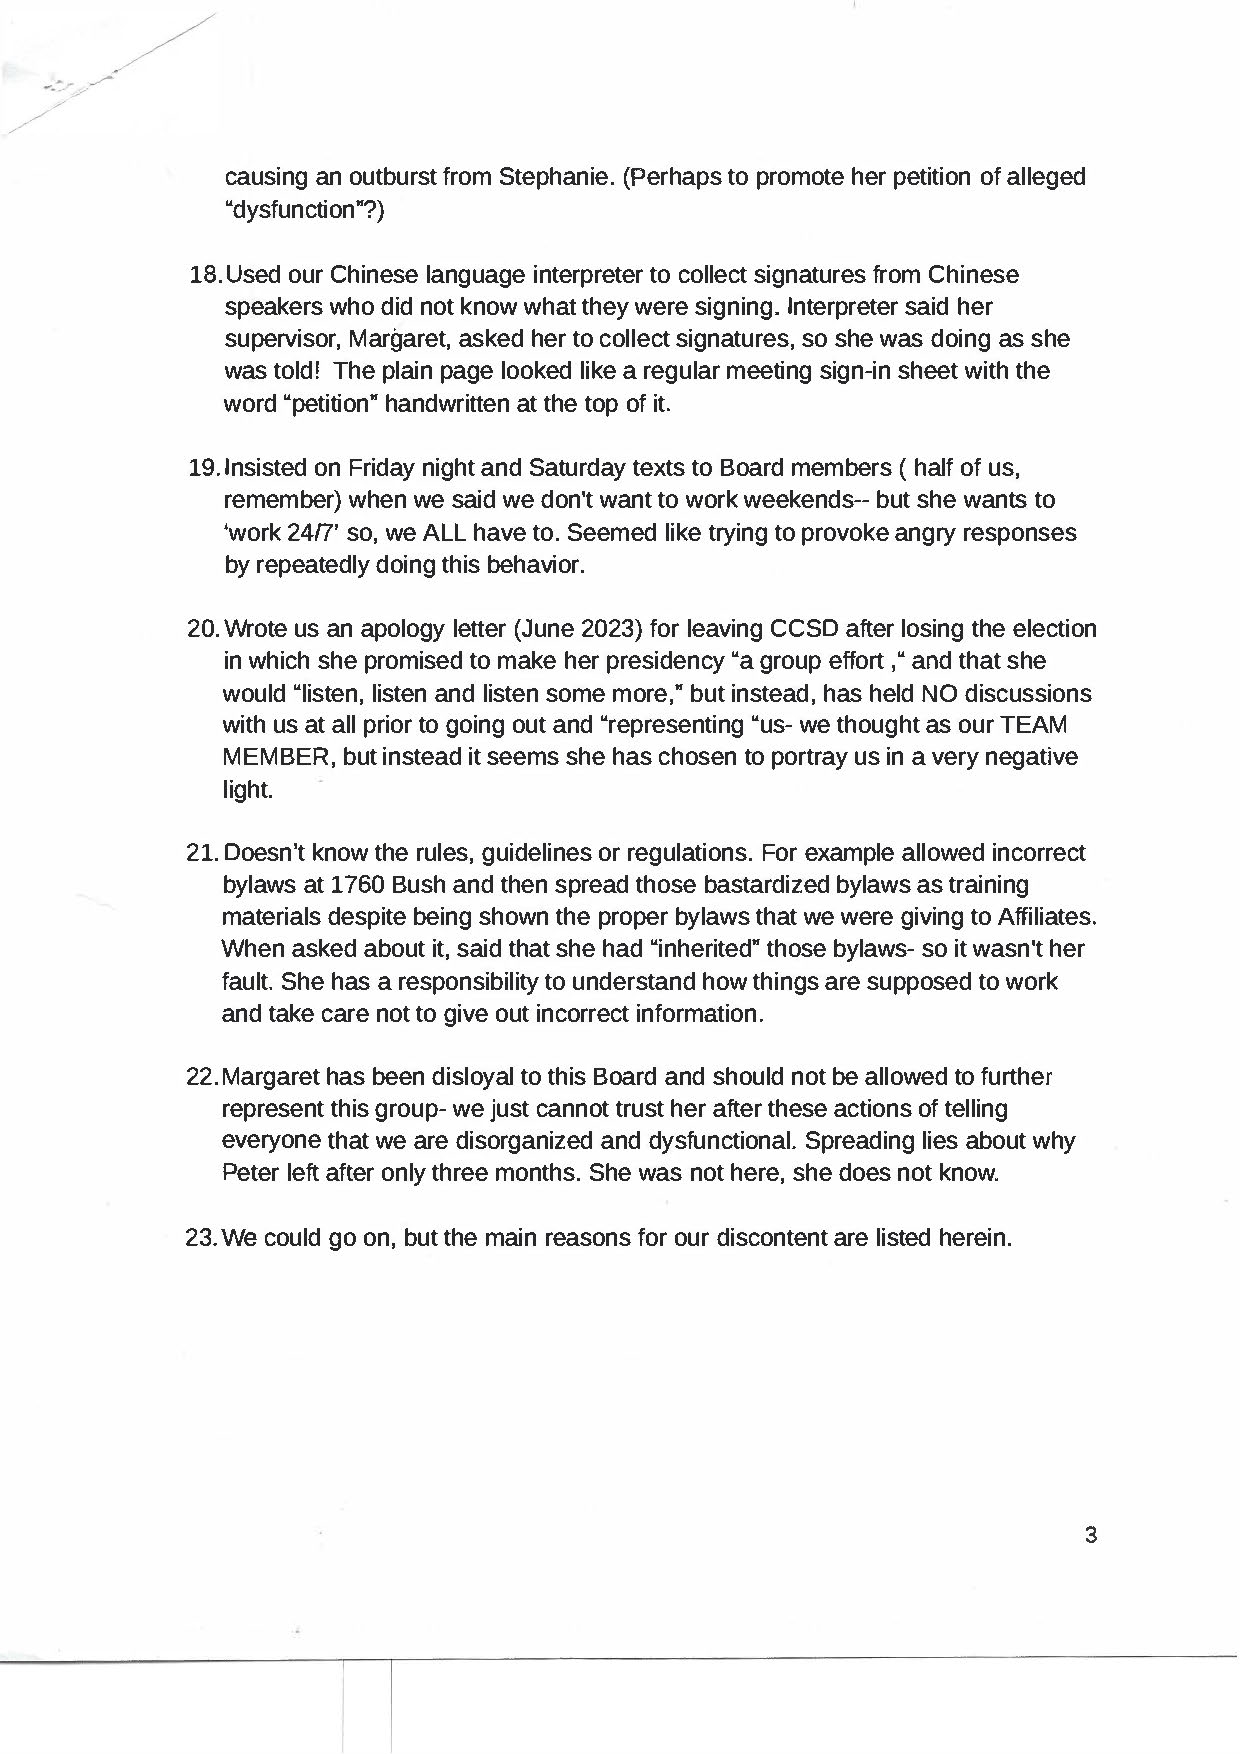 causing an outburst from Stephanie. (Perhaps to promote her petition of alleged
“dysfunction”?)
18. Used our Chinese language interpreter to collect signatures from Chinese
speakers who did not know what they were signing. Interpreter said her
supervisor, Margaret, asked her to collect signatures, so she was doing as she
was told! The plain page looked like a regular meeting sign-in sheet with the
word “petition” handwritten at the top of it.
19. Insisted on Friday night and Saturday texts to Board members ( half of us,
remember) when we said we don't want to work weekends-- but she wants to
‘work 24/7’ so, we ALL have to. Seemed like trying to provoke angry responses
by repeatedly doing this behavior.
20. Wrote us an apology letter (June 2023) for leaving CCSD after losing the election
in which she promised to make her presidency “a group effort ,“ and that she
would “listen, listen and listen some more,” but instead, has held NO discussions
with us at all prior to going out and “representing “us- we thought as our TEAM
MEMBER, but instead it seems she has chosen to portray us in a very negative
light.
21. Doesn’t know the rules, guidelines or regulations. For example allowed incorrect
bylaws at 1760 Bush and then spread those bastardized bylaws as training
materials despite being shown the proper bylaws that we were giving to Affiliates.
When asked about it, said that she had “inherited” those bylaws- so it wasn't her
fault. She has a responsibility to understand how things are supposed to work
and take care not to give out incorrect information.
22. Margaret has been disloyal to this Board and should not be allowed to further
represent this group- we just cannot trust her after these actions of telling
everyone that we are disorganized and dysfunctional. Spreading lies about why
Peter left after only three months. She was not here, she does not know.
23. We could go on, but the main reasons for our discontent are listed herein.
3